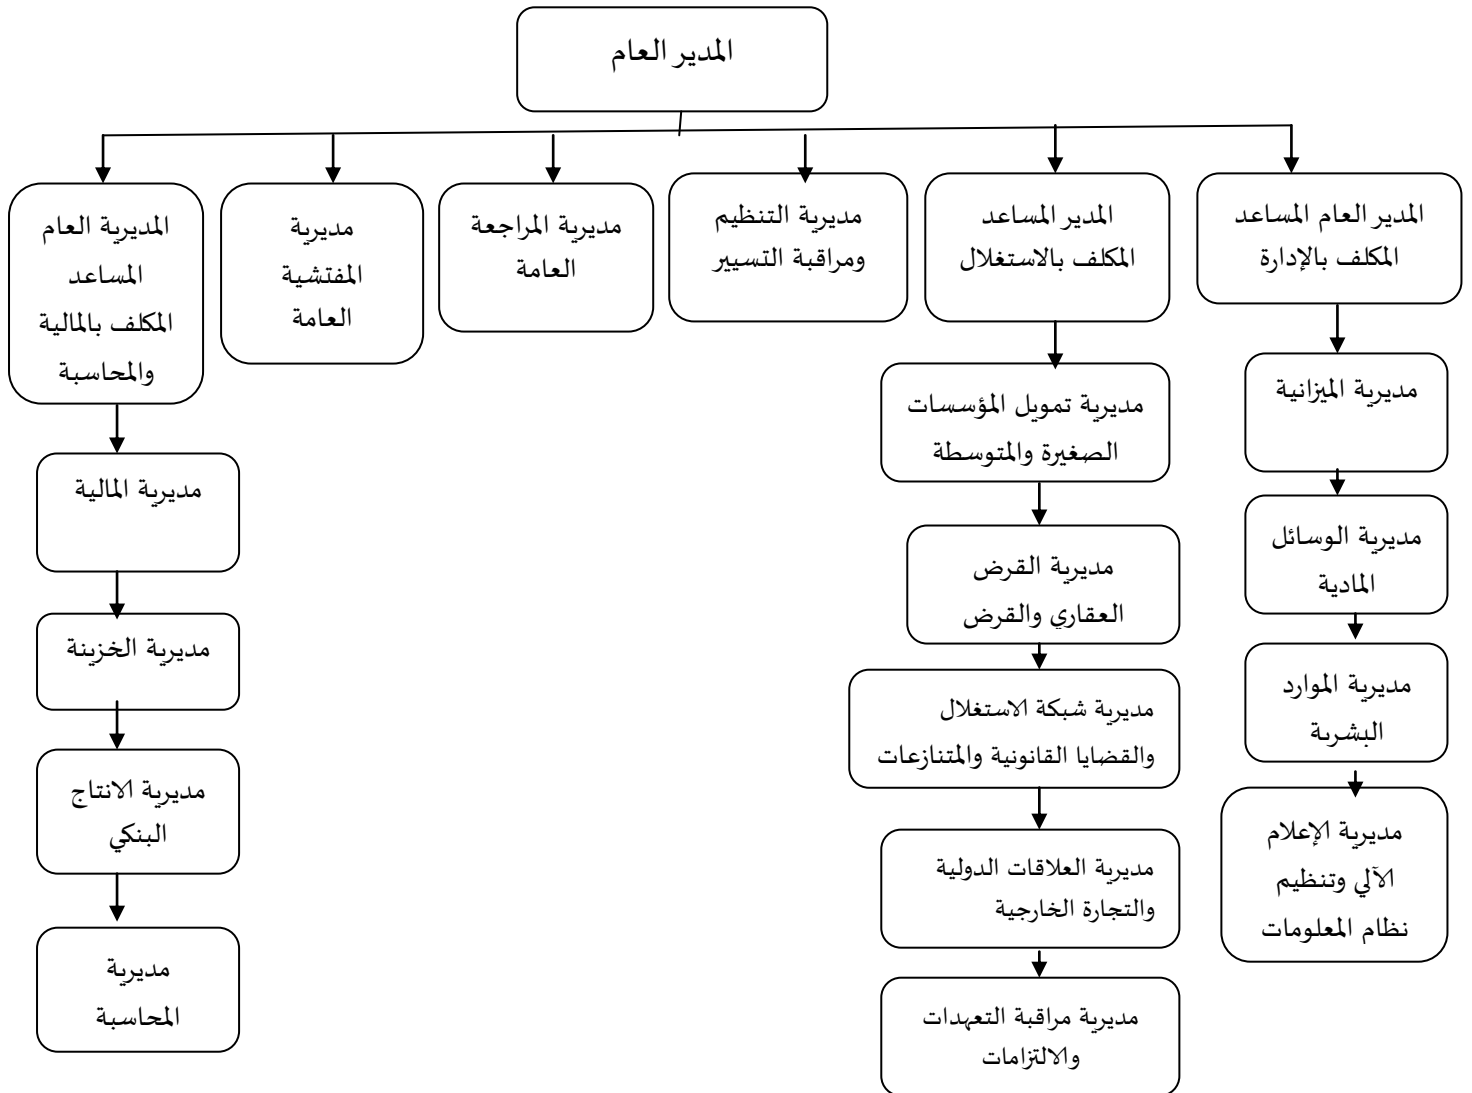 المدير العام
المدير العام المساعد
المكلف بالإدارة
المدير المساعد
المكلف بالاستغلال
مديرية التنظيم
ومراقبة التسيير
مديرية المراجعة
العامة
مديرية
المفتشية
العامة
المديرية العام
المساعد
المكلف بالمالية
والمحاسبة
مديرية الميزانية
مديرية الوسائل
المادية
مديرية الموارد
البشرية
مديرية الإعلام
الآلي وتنظيم
نظام المعلومات
مديرية تمويل المؤسسات
الصغيرة والمتوسطة
مديرية القرض
العقاري والقرض
مديرية شبكة الاستغلال
والقضايا القانونية والمتنازعات
مديرية العلاقات الدولية
والتجارة الخارجية
مديرية مراقبة التعهدات
والالتزامات
مديرية المالية
مديرية الخزينة
مديرية الانتاج
البنكي
مديرية
المحاسبة